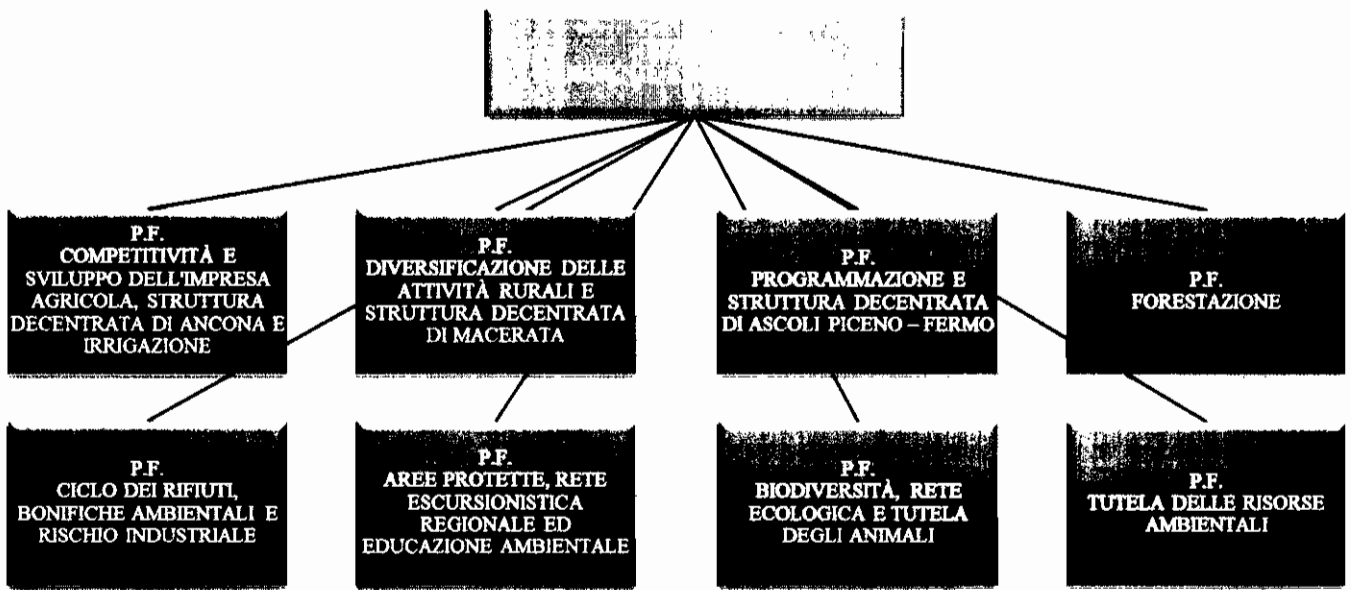 P.F.
COMPETITIVITÀ E
SVILUPPO DELL'IMPRESA
AGRICOLA, STRUTTURA
DECENTRATA DI ANCONA E
IRRIGAZIONE
P.F.
DIVERSIFICAZIONE DELLE
ATTIVITÀ RURALI E
STRUTTURA DECENTRATA
DI MACERATA
P.F.
PROGRAMMAZIONE E
STRUTTURA DECENTRATA
DI ASCOLI PICENO – FERMO
P.F.
FORESTAZIONE
P.F.
CICLO DEI RIFIUTI,
BONIFICHE AMBIENTALI E
RISCHIO INDUSTRIALE
P.F.
AREE PROTETTE, RETE
ESCURSIONISTICA
REGIONALE ED
EDUCAZIONE AMBIENTALE
P.F.
BIODIVERSITÀ, RETE
ECOLOGICA E TUTELA
DEGLI ANIMALI
P.F.
TUTELA DELLE RISORSE
AMBIENTALI